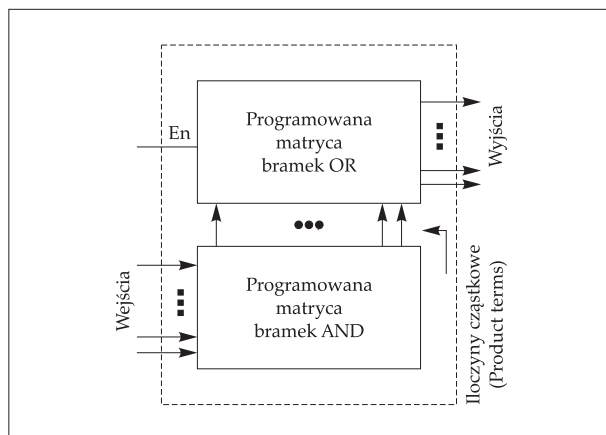 En
Programowana
matryca
bramek OR
Wyjścia
Wejścia
Programowana
matryca
bramek AND
Iloczyny cząstkowe
(Product terms)